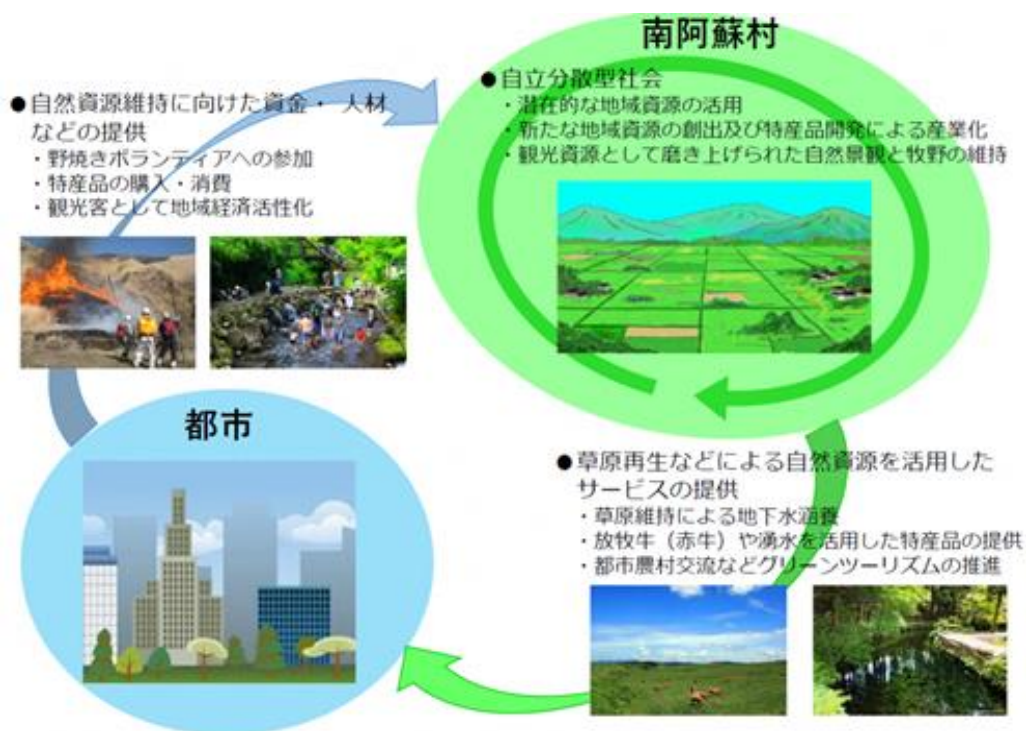 南阿蘇村
●自立分散型社会
・潜在的な地域資源の活用
・新たな地域資源の創出及び特産品開発による産業化
・観光資源として磨き上げられた自然景観と牧野の維持
●自然資源維持に向けた資金・ 人材
などの提供
・野焼きボランティアへの参加
・特産品の購入・消費
・観光客として地域経済活性化
都市
●草原再生などによる自然資源を活用した
サービスの提供
・草原維持による地下水涵養
・放牧牛(赤牛)や湧水を活用した特産品の提供
・都市農村交流などグリーンツーリズムの推進